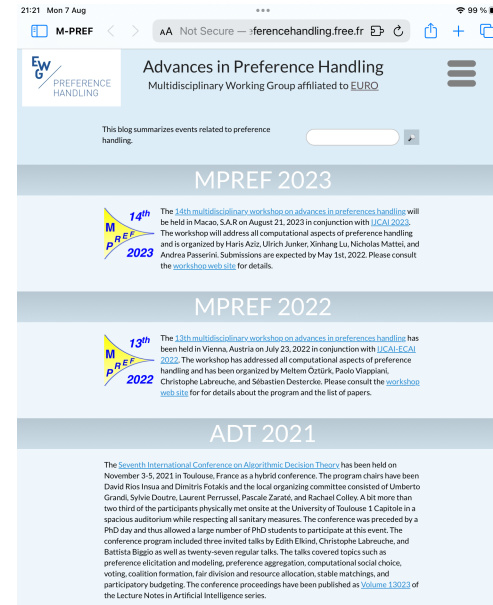 21:21 Mon 7 Aug
99 %
M-PREF
AA Not Secure — eferencehandling.free.fr
EWG
PREFERENCE
HANDLING
Advances in Preference Handling
Multidisciplinary Working Group affiliated to EURO
This blog summarizes events related to preference
handling.
MPREF 2023
14th
M PREF
2023
The 14th multidisciplinary workshop on advances in preferences handling will
be held in Macao, S.A.R on August 21, 2023 in conjunction with IJCAI 2023.
The workshop will address all computational aspects of preference handling
and is organized by Haris Aziz, Ulrich Junker, Xinhang Lu, Nicholas Mattei, and
Andrea Passerini. Submissions are expected by May 1st, 2022. Please consult
the workshop web site for details.
MPREF 2022
13th
M PREF
2022
The 13th multidisciplinary workshop on advances in preferences handling has
been held in Vienna, Austria on July 23, 2022 in conjunction with IJCAI-ECAI
2022. The workshop has addressed all computational aspects of preference
handling and has been organized by Meltem Öztürk, Paolo Viappiani,
Christophe Labreuche, and Sébastien Destercke. Please consult the workshop
web site for for details about the program and the list of papers.
ADT 2021
The Seventh International Conference on Algorithmic Decision Theory has been held on
November 3-5, 2021 in Toulouse, France as a hybrid conference. The program chairs have been
David Rios Insua and Dimitris Fotakis and the local organizing committee consisted of Umberto
Grandi, Sylvie Doutre, Laurent Perrussel, Pascale Zaraté, and Rachael Colley. A bit more than
two third of the participants physically met onsite at the University of Toulouse 1 Capitole in a
spacious auditorium while respecting all sanitary measures. The conference was preceded by a
PhD day and thus allowed a large number of PhD students to participate at this event. The
conference program included three invited talks by Edith Elkind, Christophe Labreuche, and
Battista Biggio as well as twenty-seven regular talks. The talks covered topics such as
preference elicitation and modeling, preference aggregation, computational social choice,
voting, coalition formation, fair division and resource allocation, stable matchings, and
participatory budgeting. The conference proceedings have been published as Volume 13023 of
the Lecture Notes in Artificial Intelligence series.